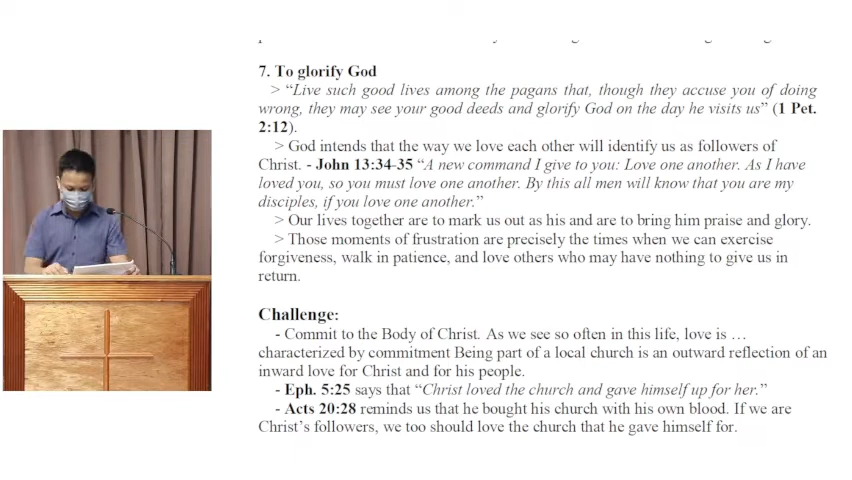 7. To glorify God
> “Live such good lives among the pagans that, though they accuse you of doing
wrong, they may see your good deeds and glorify God on the day he visits us” (1 Pet.
2:12).
> God intends that the way we love each other will identify us as followers of
Christ. - John 13:34-35 “A new command I give to you: Love one another. As I have
loved you, so you must love one another. By this all men will know that you are my
disciples, if you love one another.”
> Our lives together are to mark us out as his and are to bring him praise and glory.
> Those moments of frustration are precisely the times when we can exercise
forgiveness, walk in patience, and love others who may have nothing to give us in
return.
Challenge:
- Commit to the Body of Christ. As we see so often in this life, love is …
characterized by commitment Being part of a local church is an outward reflection of an
inward love for Christ and for his people.
- Eph. 5:25 says that “Christ loved the church and gave himself up for her.”
- Acts 20:28 reminds us that he bought his church with his own blood. If we are
Christ’s followers, we too should love the church that he gave himself for.